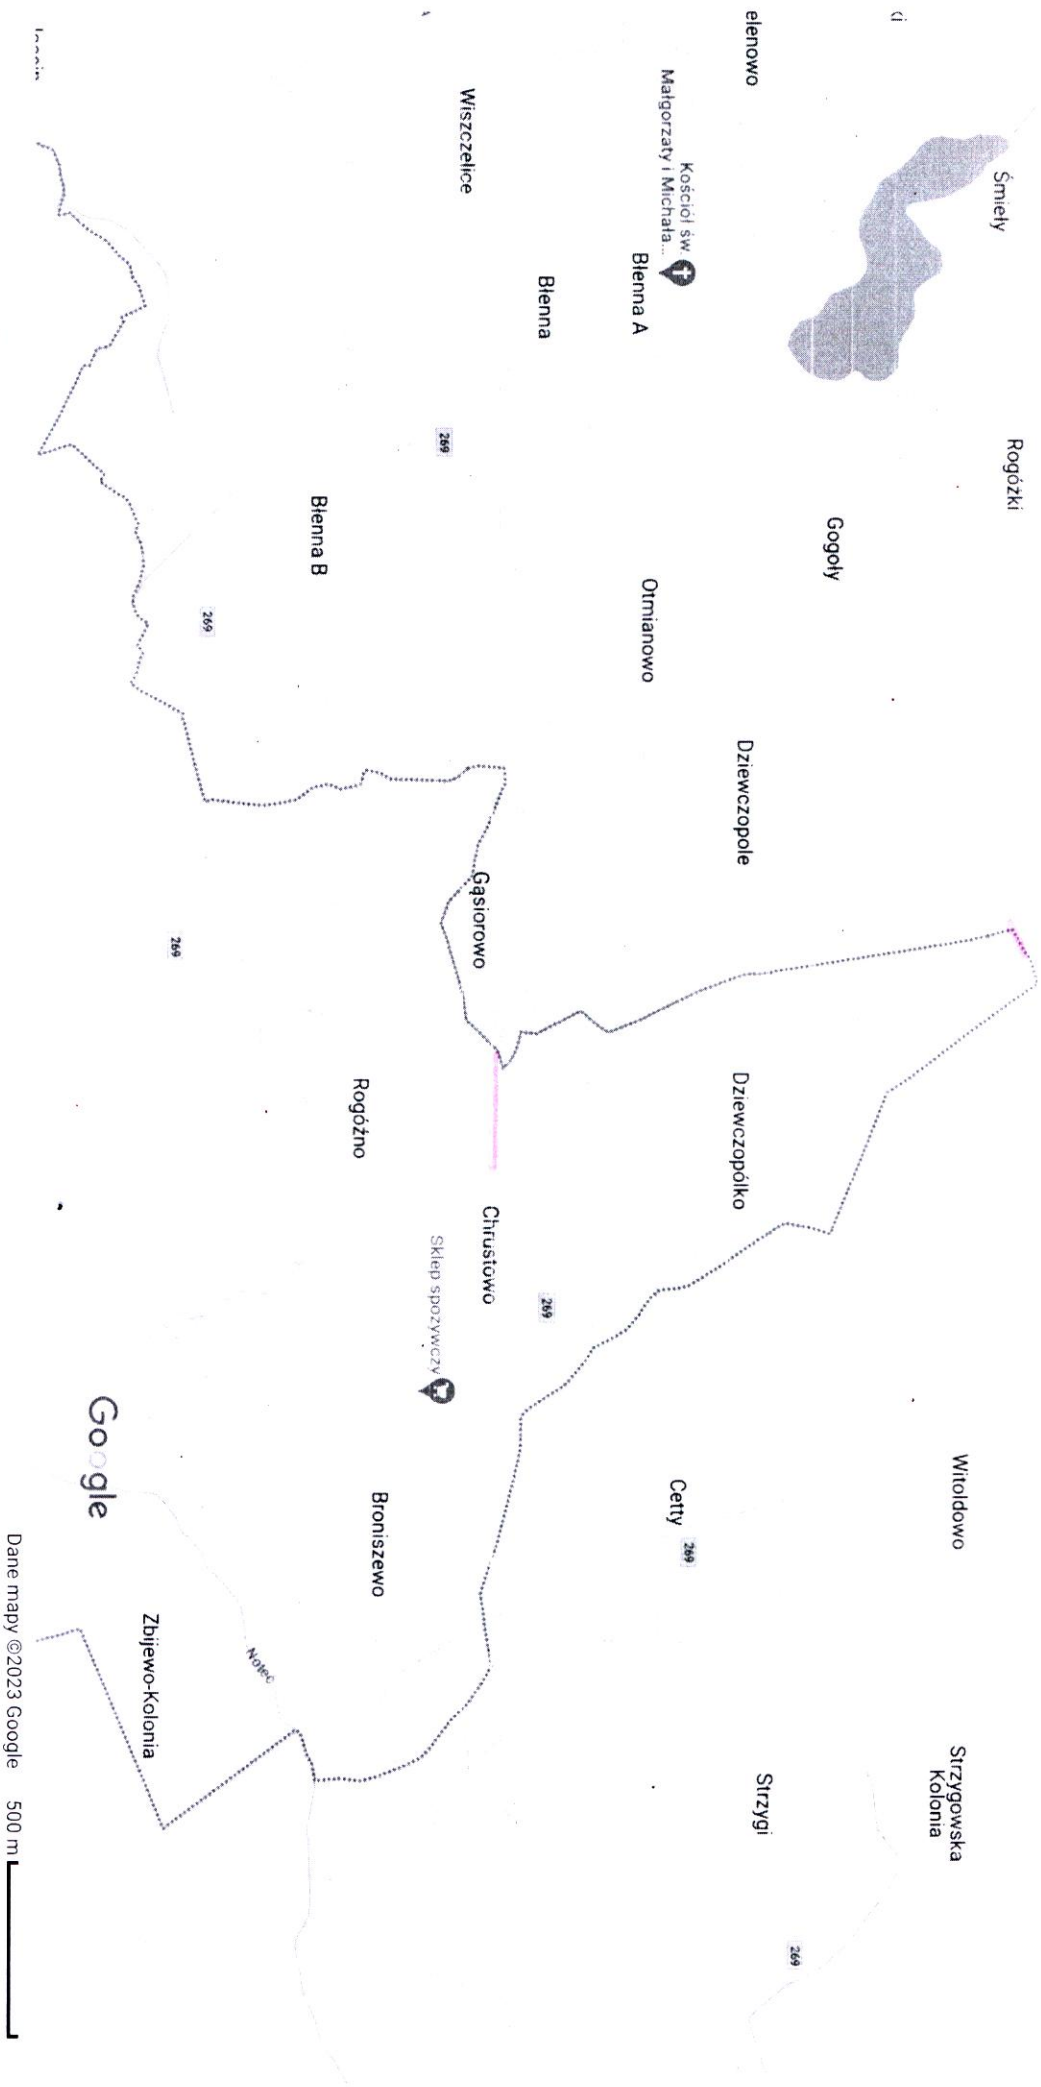 Śmieły
Rogóżki
Witoldowo
Strzygowska
Kolonia
Gogoły
elenowo
Dziewczopole
Dziewczopólko
Strzygi
269
Kościół św.
Małgorzaty i Michała...
Błenna A
Otmianowo
Cetty
269
Błenna
269
Wiszczelice
269
Gąsiorowo
Chrustowo
Sklep spożywczy
Rogóźno
Broniszewo
Błenna B
269
269
Noteć
Zbijewo-Kolonia
Google
Dane mapy ©2023 Google 500 m